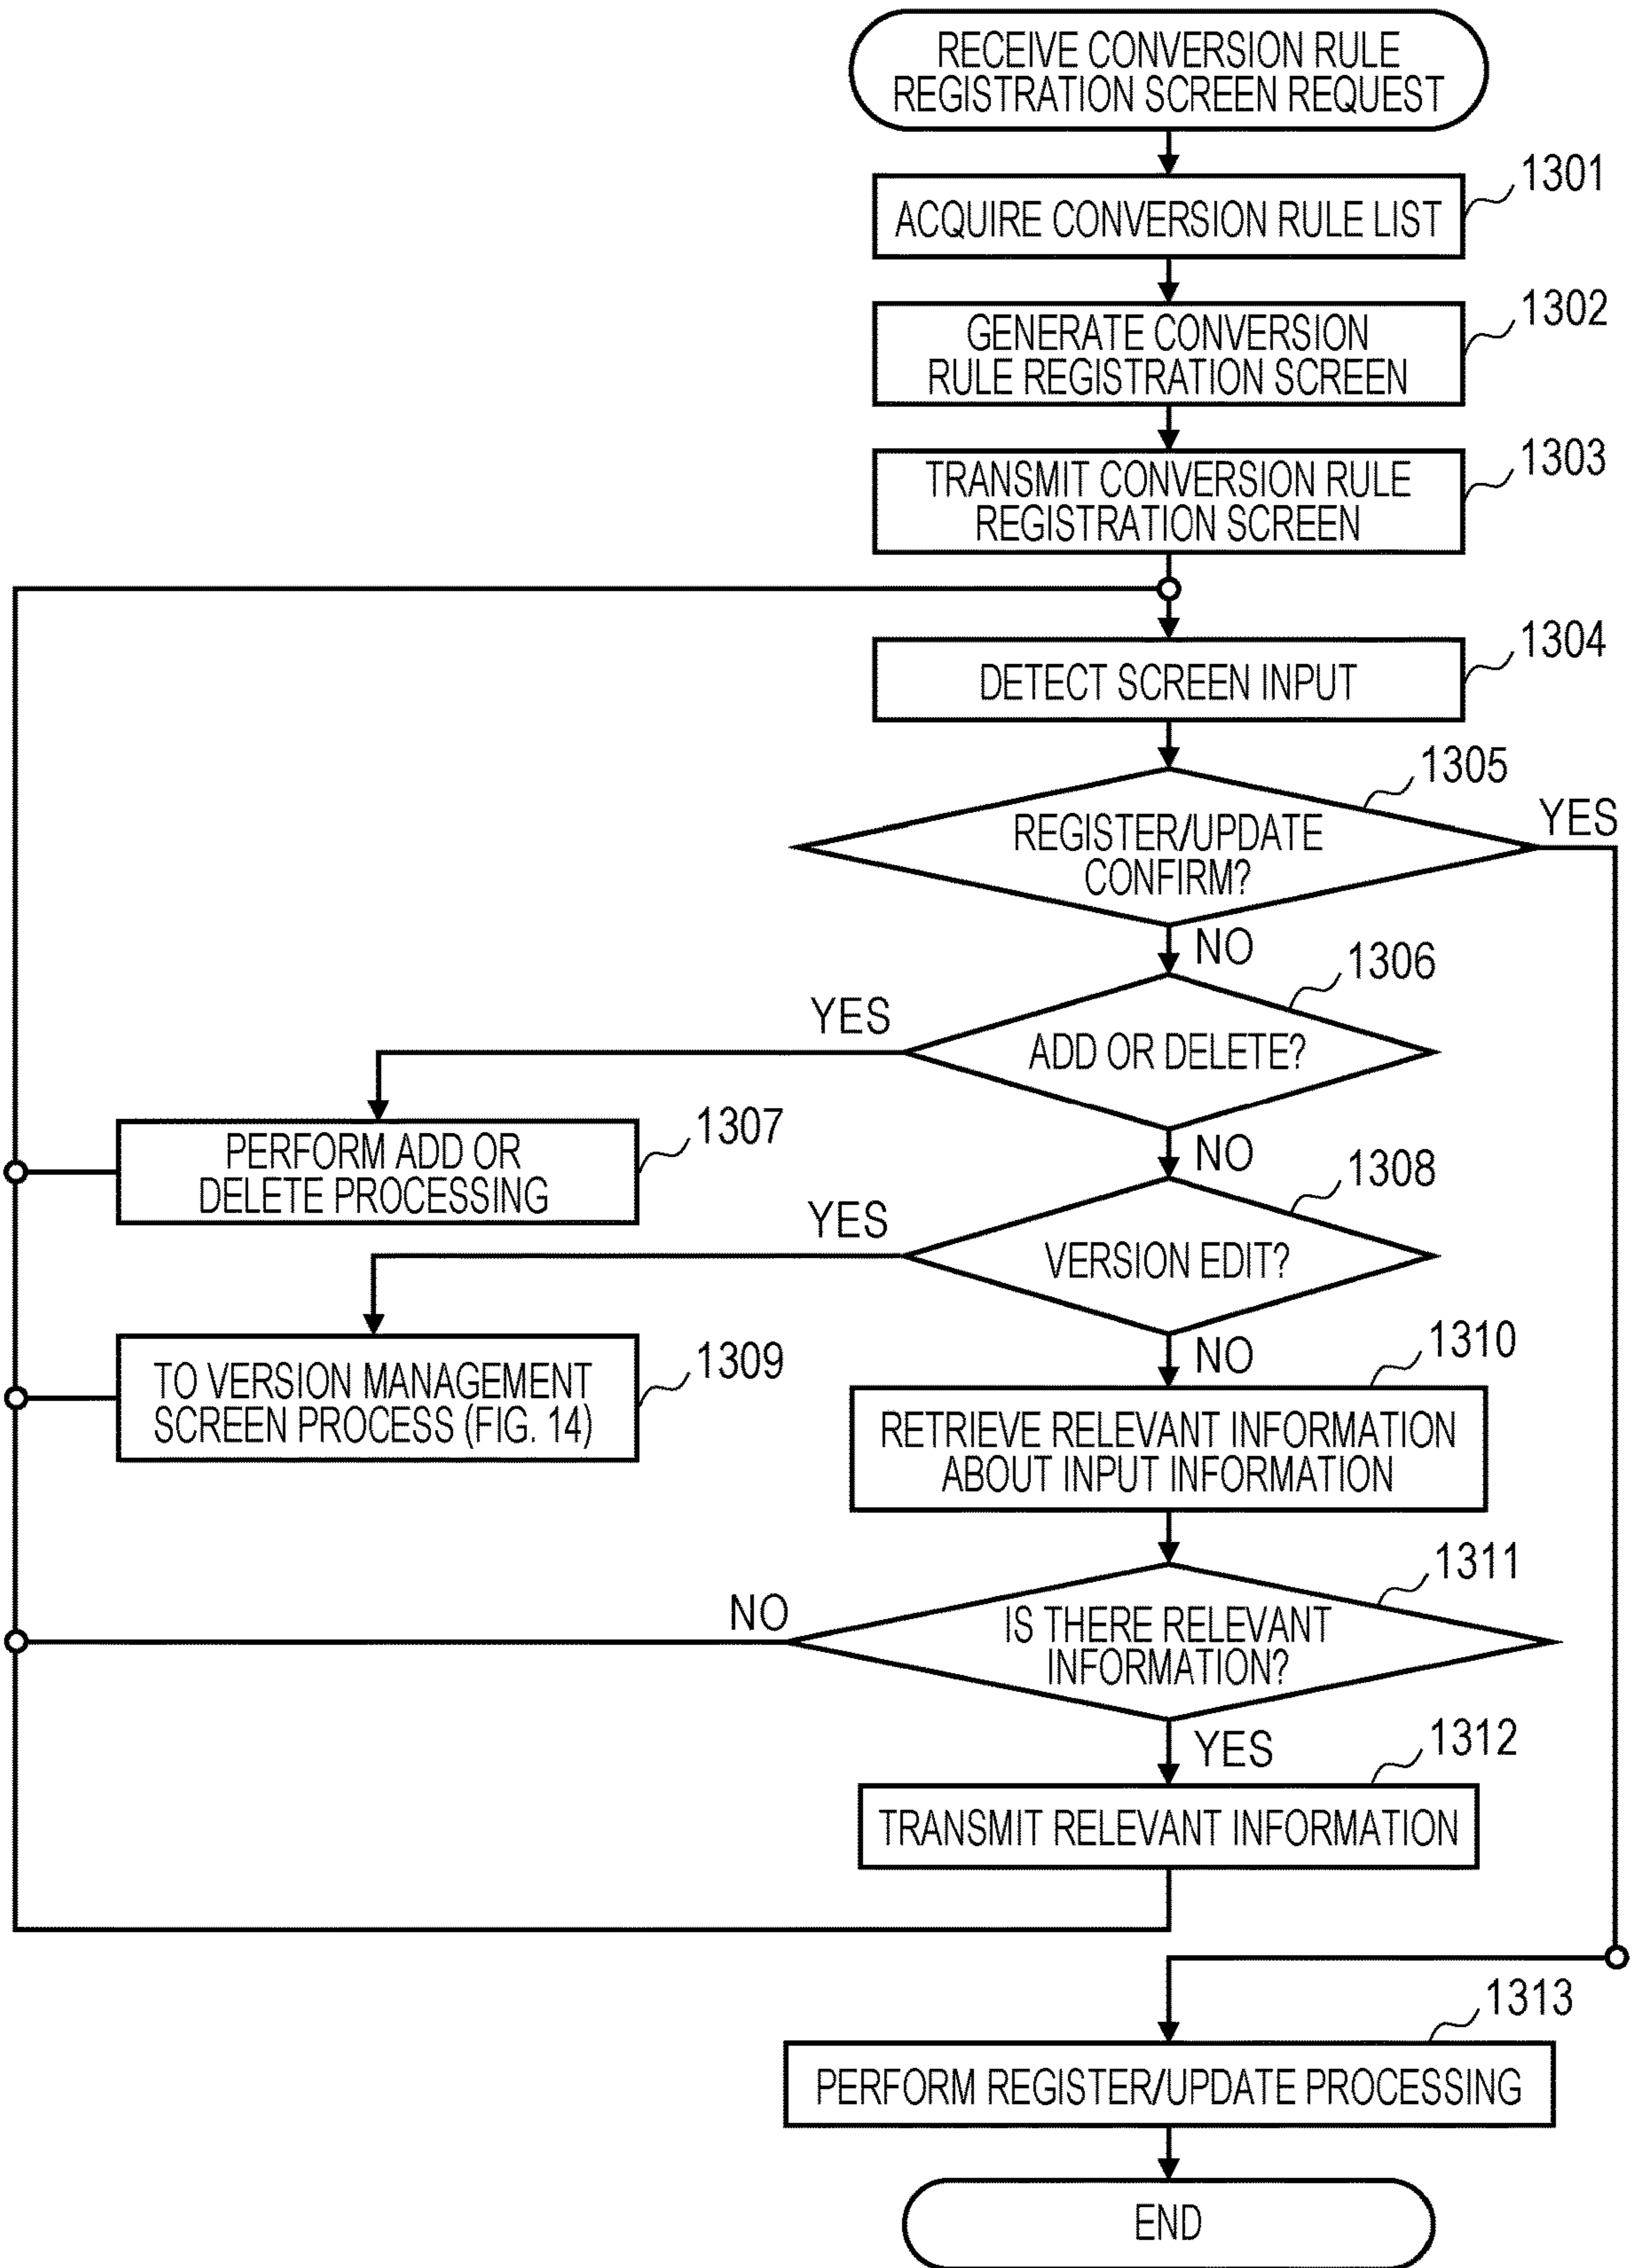 RECEIVE CONVERSION RULE
REGISTRATION SCREEN REQUEST
1301
ACQUIRE CONVERSION RULE LIST
1302
GENERATE CONVERSION
RULE REGISTRATION SCREEN
1303
TRANSMIT CONVERSION RULE
REGISTRATION SCREEN
1304
DETECT SCREEN INPUT
1305
YES
REGISTER/UPDATE
CONFIRM?
NO
1306
YES
ADD OR DELETE?
1307
PERFORM ADD OR
DELETE PROCESSING
NO
1308
YES
VERSION EDIT?
1309
TO VERSION MANAGEMENT
SCREEN PROCESS (FIG. 14)
NO
1310
RETRIEVE RELEVANT INFORMATION
ABOUT INPUT INFORMATION
1311
NO
IS THERE RELEVANT
INFORMATION?
YES
1312
TRANSMIT RELEVANT INFORMATION
1313
PERFORM REGISTER/UPDATE PROCESSING
END